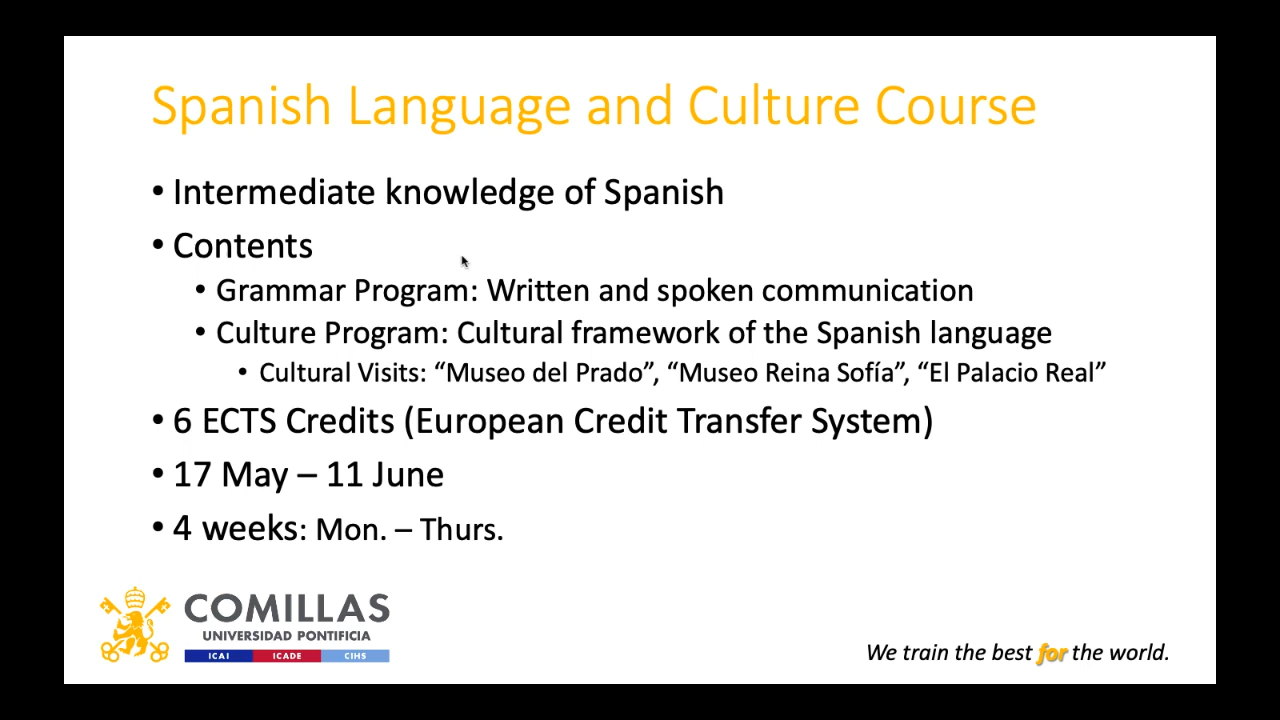 Spanish Language and Culture Course
• Intermediate knowledge of Spanish
• Contents
• Grammar Program: Written and spoken communication
• Culture Program: Cultural framework of the Spanish language
• Cultural Visits: “Museo del Prado”, “Museo Reina Sofía”, “El Palacio Real”
• 6 ECTS Credits (European Credit Transfer System)
• 17 May – 11 June
• 4 weeks: Mon. – Thurs.
COMILLAS
UNIVERSIDAD PONTIFICIA
ICAI ICADE CIHS
We train the best for the world.